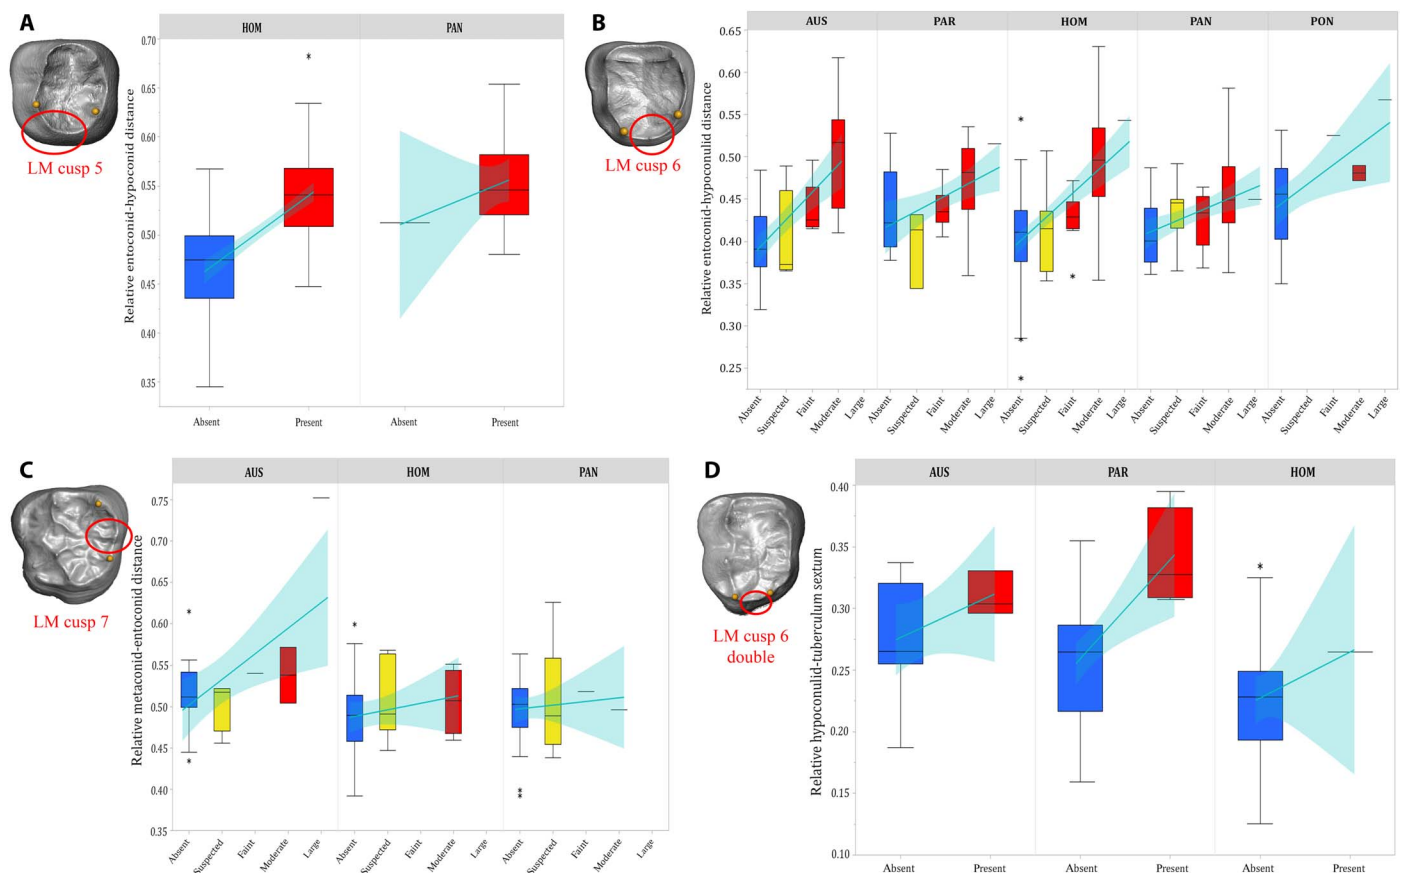 A
HOM
PAN
LM cusp 5
Relative entoconid-hypoconid distance
0.70
0.65
0.60
0.55
0.50
0.45
0.40
0.35
Absent
Present
Absent
Present
B
AUS
PAR
HOM
PAN
PON
LM cusp 6
Relative entoconid-hypoconulid distance
0.65
0.60
0.55
0.50
0.45
0.40
0.35
0.30
0.25
Absent
Suspected
Faint
Moderate
Large
Absent
Suspected
Faint
Moderate
Large
Absent
Suspected
Faint
Moderate
Large
Absent
Suspected
Faint
Moderate
Large
Absent
Suspected
Faint
Moderate
Large
C
AUS
HOM
PAN
LM cusp 7
Relative metaconid-entoconid distance
0.75
0.70
0.65
0.60
0.55
0.50
0.45
0.40
0.35
Absent
Suspected
Faint
Moderate
Large
Absent
Suspected
Faint
Moderate
Large
Absent
Suspected
Faint
Moderate
Large
D
AUS
PAR
HOM
LM cusp 6
double
Relative hypoconulid-tuberculum sextum
0.40
0.35
0.30
0.25
0.20
0.15
0.10
Absent
Present
Absent
Present
Absent
Present